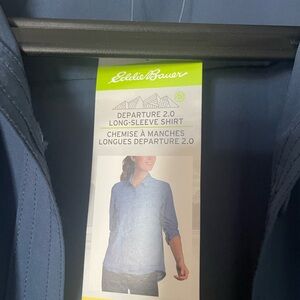 Eddie Bauer
DEPARTURE 2.0
LONG-SLEEVE SHIRT
CHEMISE À MANCHES
LONGUES DEPARTURE 2.0